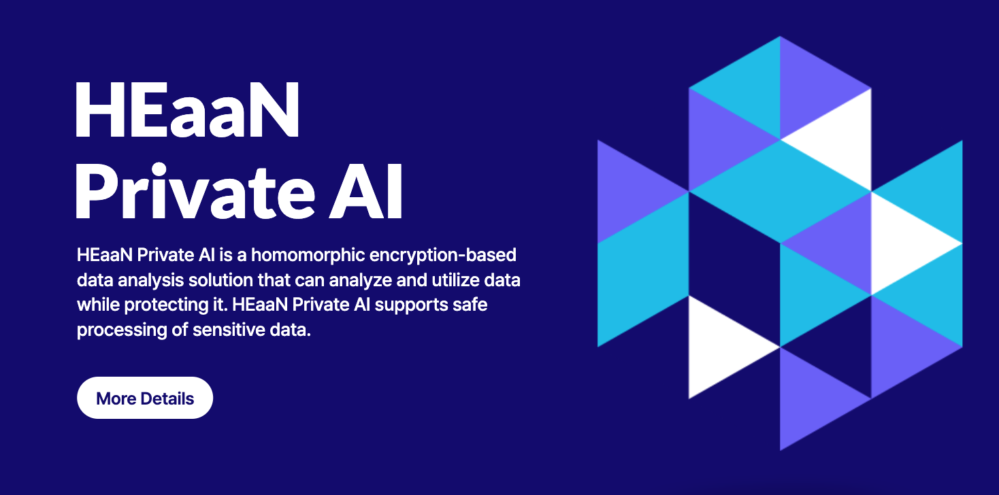 HEaaN
Private AI
HEaaN Private AI is a homomorphic encryption-based
data analysis solution that can analyze and utilize data
while protecting it. HEaaN Private AI supports safe
processing of sensitive data.
More Details